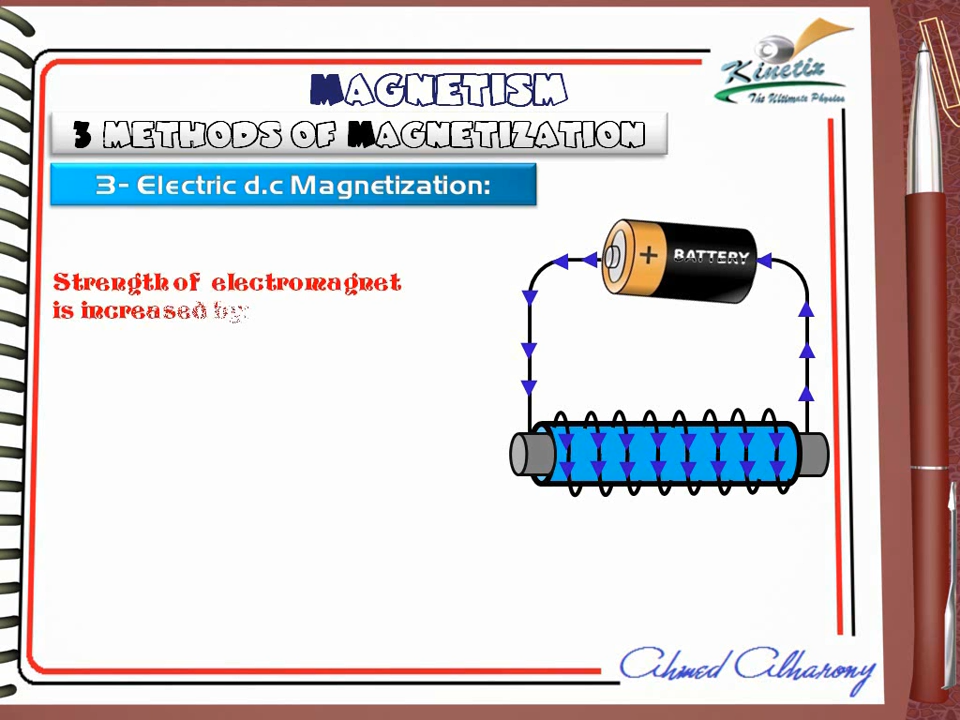 Kinetix
The Ultimate Physics
MAGNETISM
3 METHODS OF MAGNETIZATION
3- Electric d.c Magnetization:
Strength of electromagnet
is increased by:
+ BATTERY
Ahmed Alharony